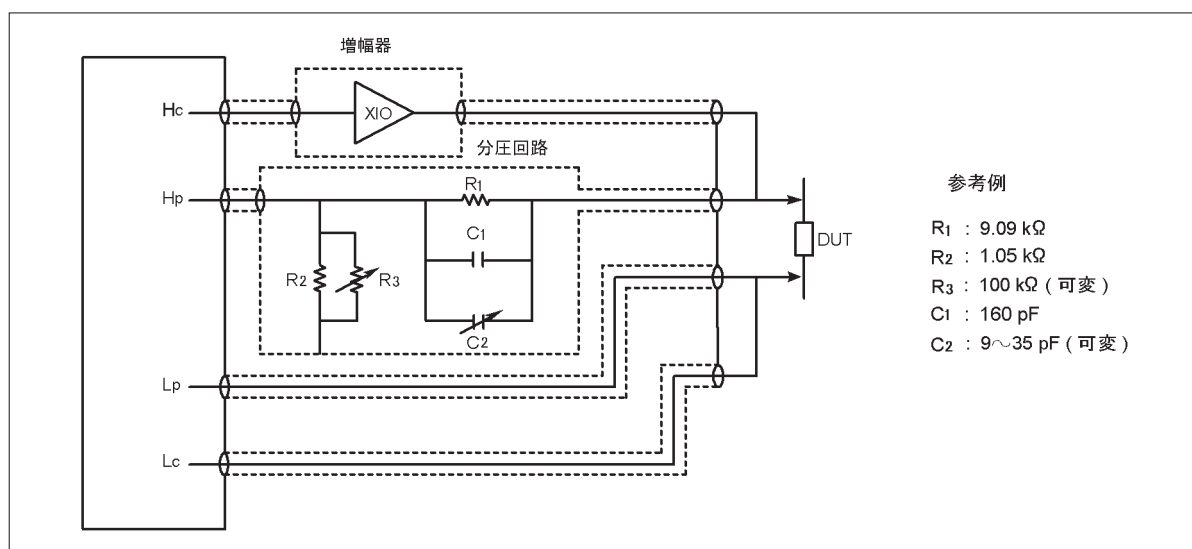 増幅器
Hc
XIO
分圧回路
Hp
R1
C1
R2
R3
C2
DUT
Lp
Lc
参考例
R1 : 9.09 kΩ
R2 : 1.05 kΩ
R3 : 100 kΩ ( 可変 )
C1 : 160 pF
C2 : 9~35 pF ( 可変 )